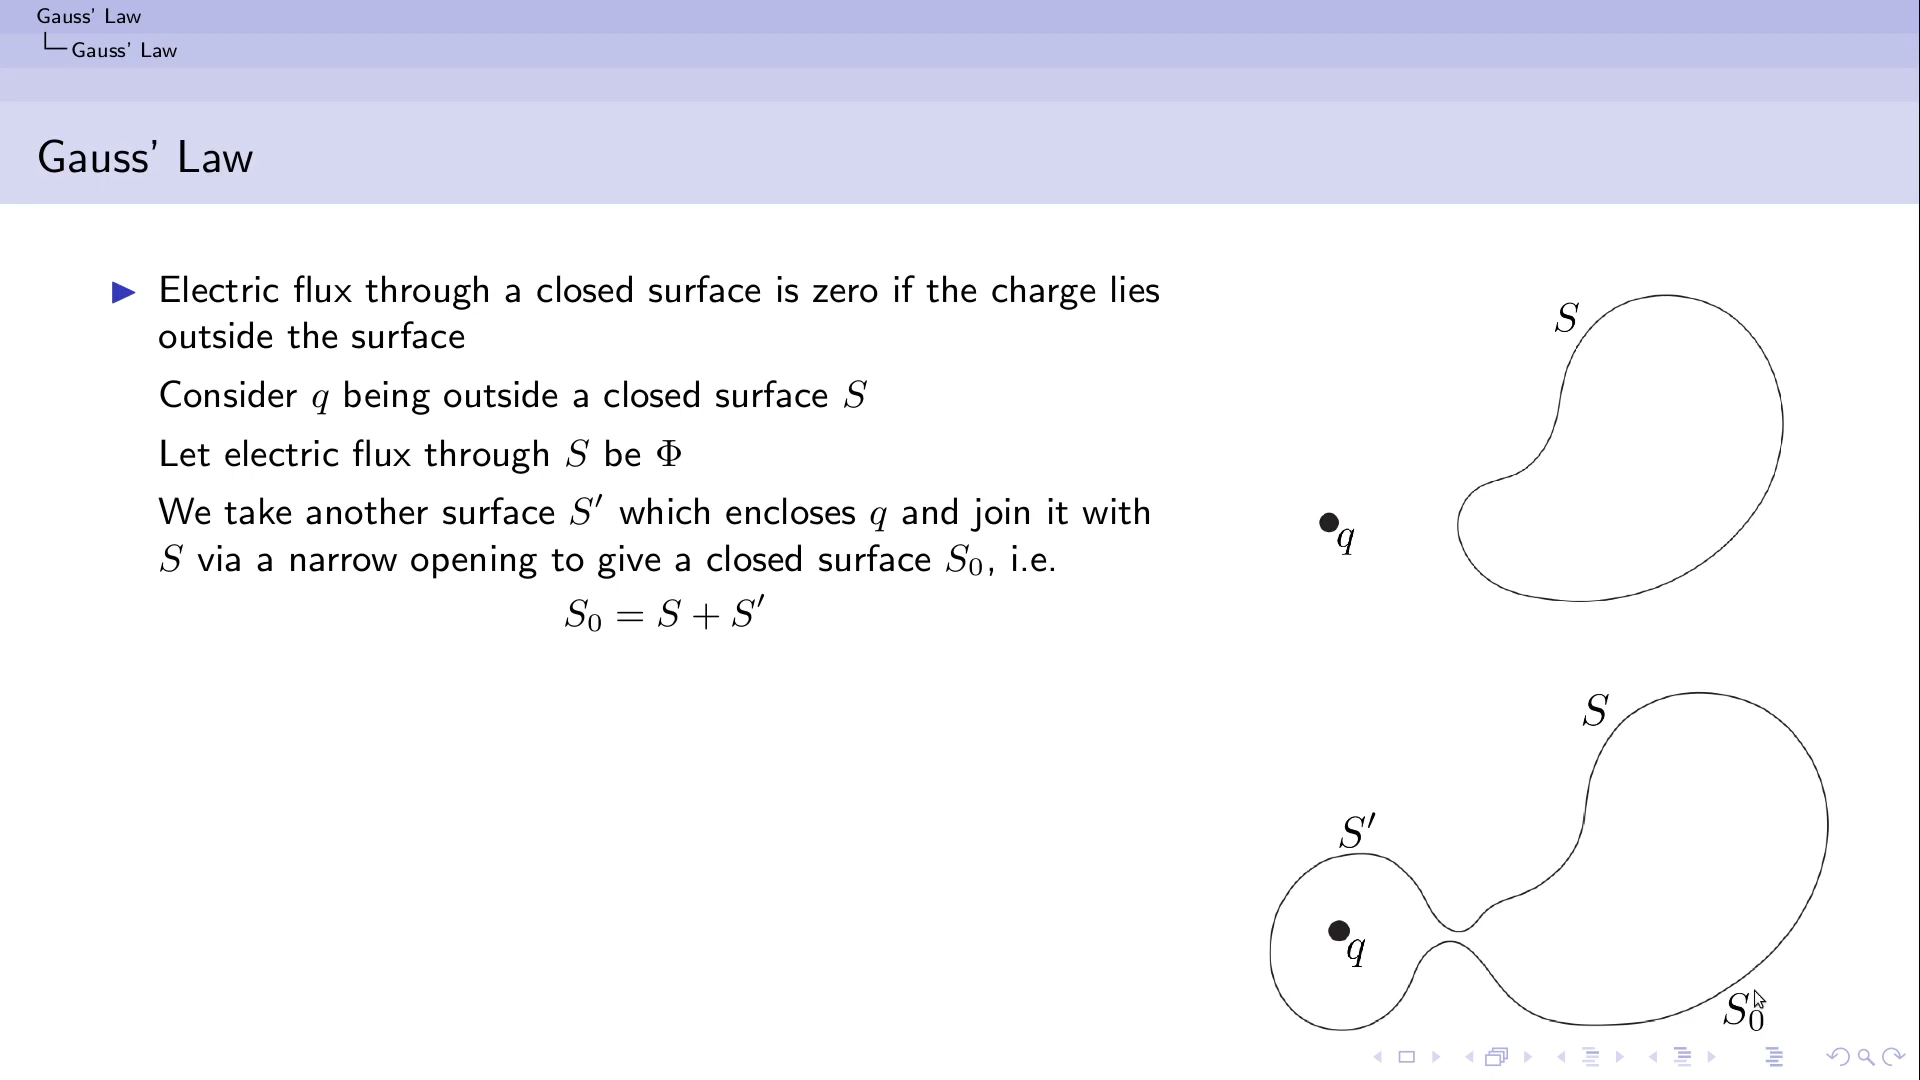 Gauss' Law
Gauss' Law
Gauss' Law
Electric flux through a closed surface is zero if the charge lies
outside the surface
Consider q being outside a closed surface S
Let electric flux through S be Φ
We take another surface S′ which encloses q and join it with
S via a narrow opening to give a closed surface S₀, i.e.
S₀ = S + S′
S
q
S
S′
q
S₀